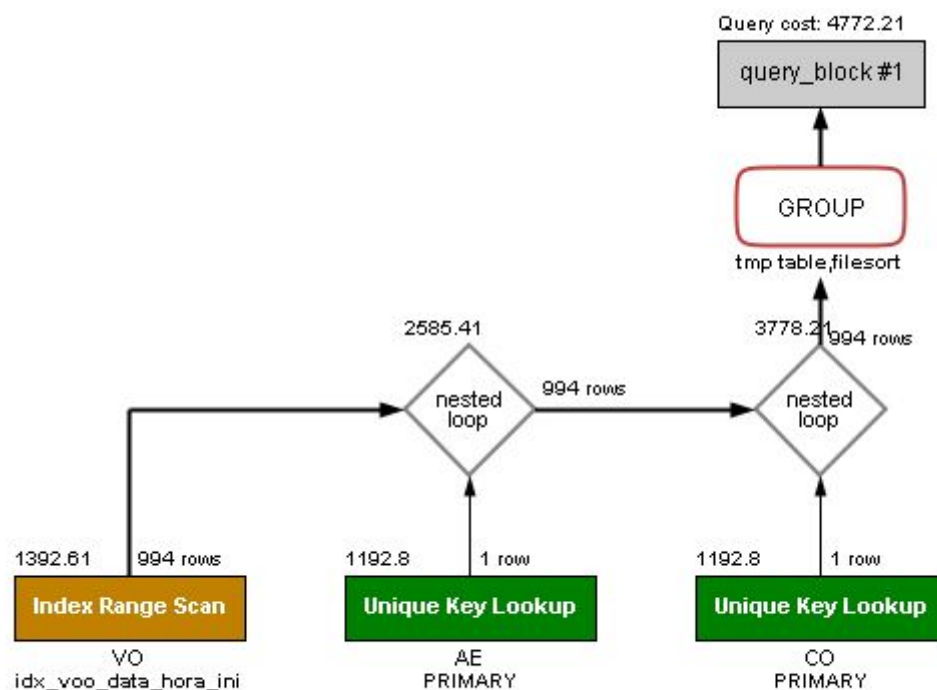 Query cost: 4772.21
query_block #1
GROUP
tmp table,filesort
2585.41
3778.21
994 rows
nested
loop
994 rows
nested
loop
1392.61
994 rows
1192.8
1 row
1192.8
1 row
Index Range Scan
Unique Key Lookup
Unique Key Lookup
VO
AE
CO
idx_voo_data_hora_ini
PRIMARY
PRIMARY